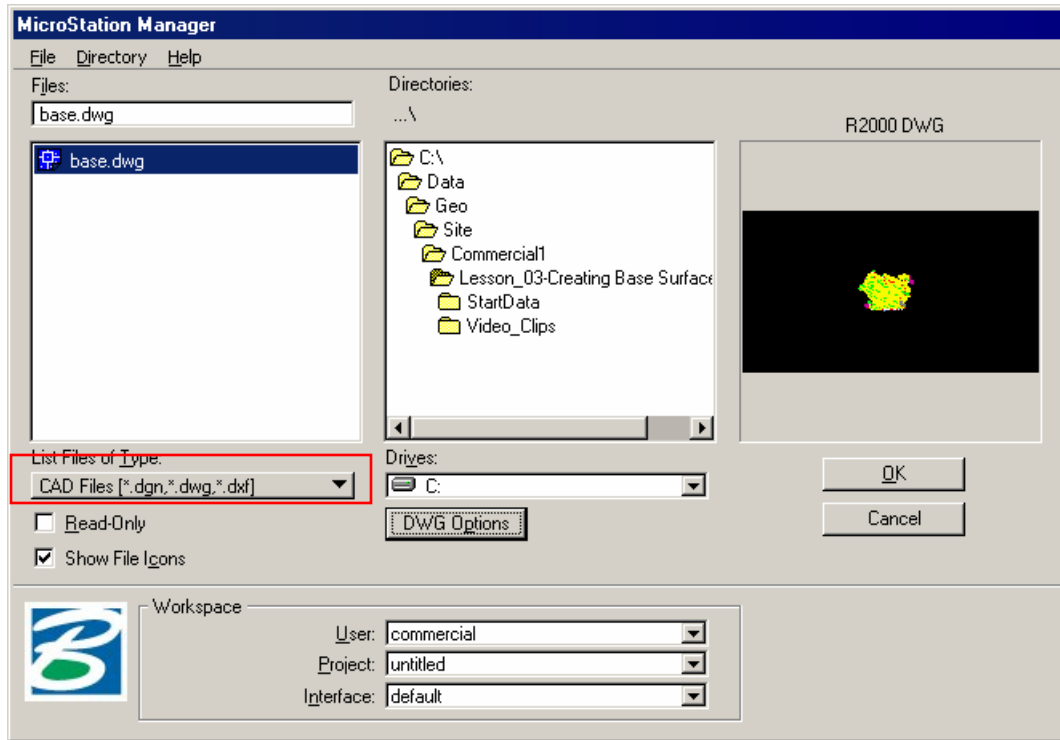 MicroStation Manager
File Directory Help
Files:
base.dwg
base.dwg
List Files of Type:
CAD Files [*.dgn,*.dwg,*.dxf]
Read-Only
Show File Icons
Directories:
...\
C:\
Data
Geo
Site
Commercial1
Lesson_03-Creating Base Surface
StartData
Video_Clips
Drives:
C:
DWG Options
R2000 DWG
OK
Cancel
Workspace
User: commercial
Project: untitled
Interface: default